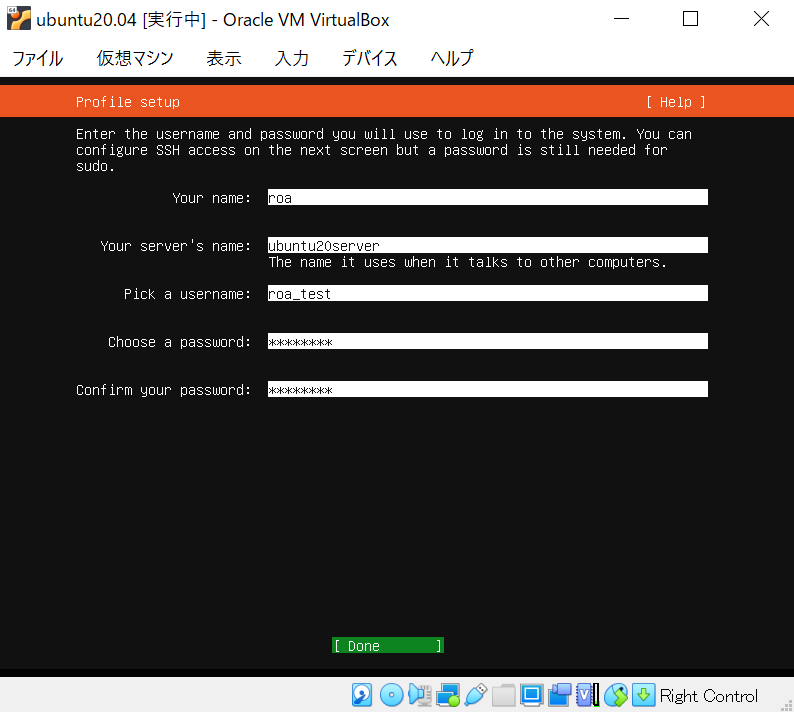 ubuntu20.04 [実行中] - Oracle VM VirtualBox
ファイル 仮想マシン 表示 入力 デバイス ヘルプ
Profile setup [ Help ]
Enter the username and password you will use to log in to the system. You can
configure SSH access on the next screen but a password is still needed for
sudo.
Your name: roa
Your server's name: ubuntu20server
The name it uses when it talks to other computers.
Pick a username: roa_test
Choose a password: ********
Confirm your password: ********
[ Done ]
Right Control